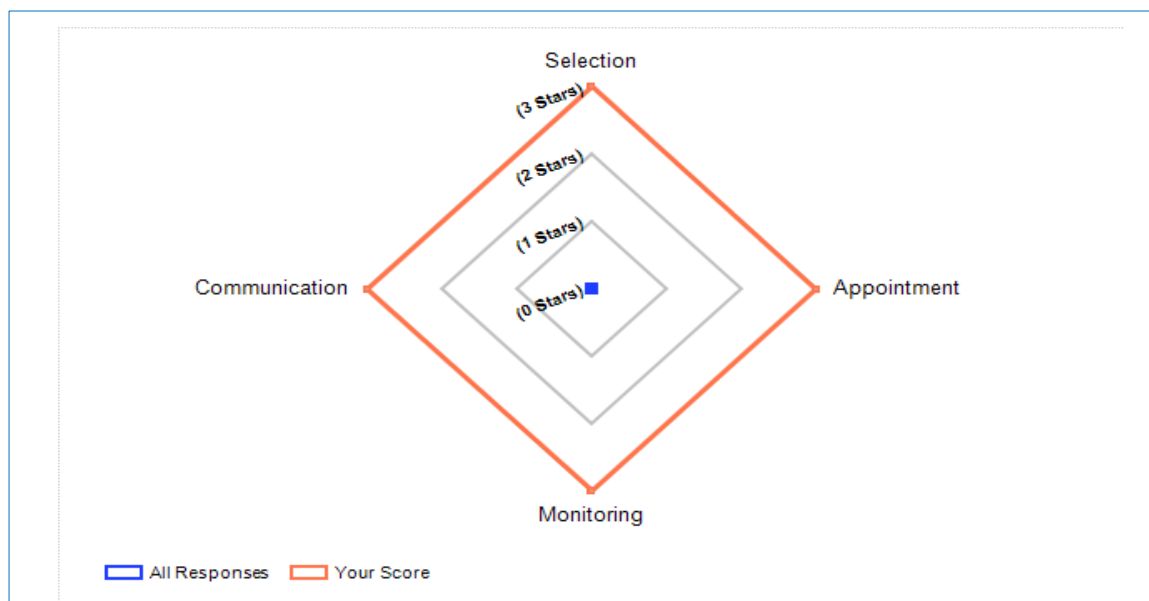 Selection
(3 Stars)
(2 Stars)
(1 Stars)
Communication
(0 Stars)
Appointment
Monitoring
All Responses
Your Score